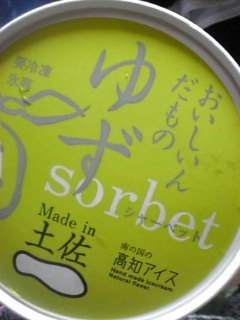 要冷凍
氷菓
ゆず
おいしいん
だもの
sorbet
シャーベット
Made in
土佐
南の国の
高知アイス
Hand made icecream.
Natural flavor.